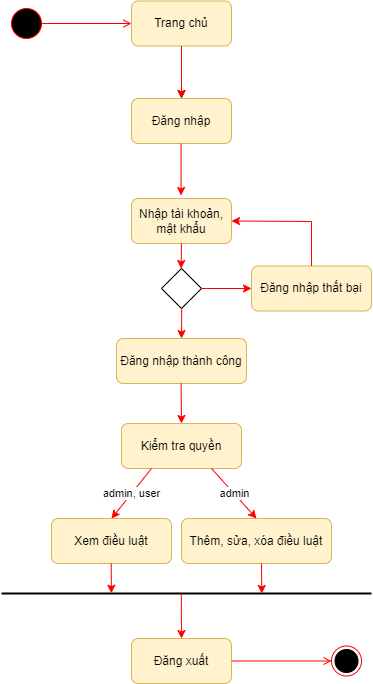 Trang chủ
Đăng nhập
Nhập tài khoản,
mật khẩu
Đăng nhập thất bại
Đăng nhập thành công
Kiểm tra quyền
admin, user
admin
Xem điều luật
Thêm, sửa, xóa điều luật
Đăng xuất